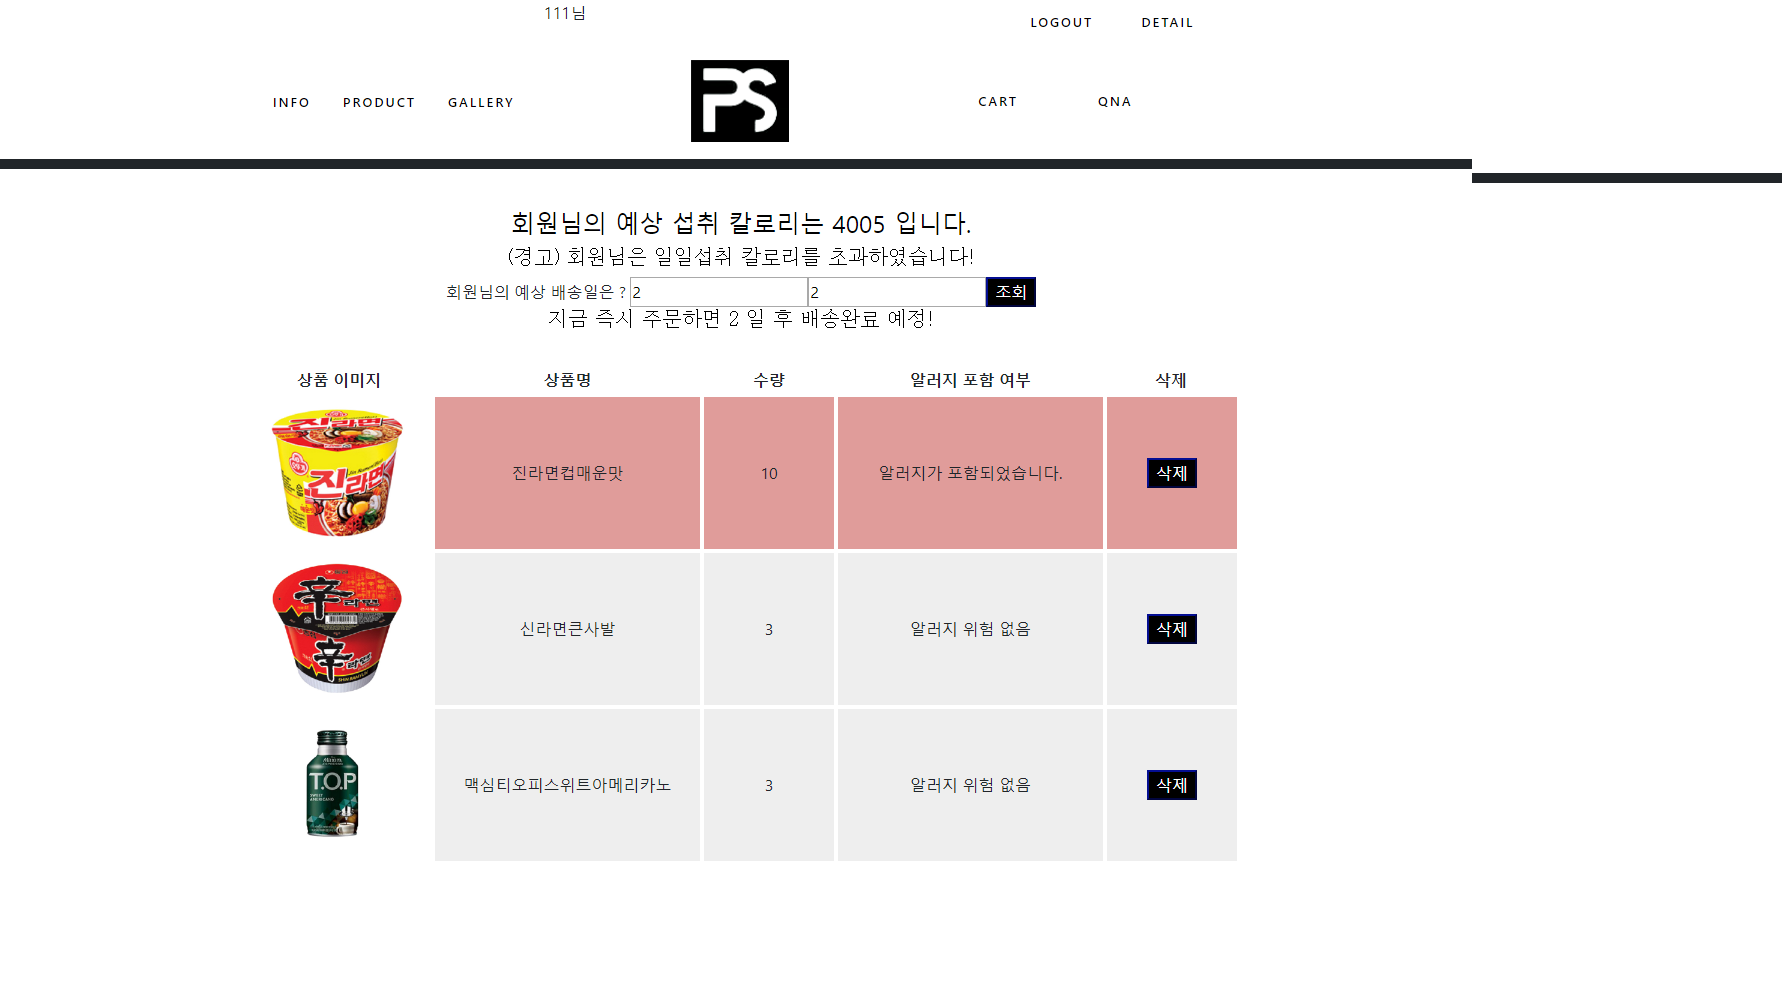 111님
LOGOUT DETAIL
INFO PRODUCT GALLERY PS CART QNA
회원님의 예상 섭취 칼로리는 4005 입니다.
(경고) 회원님은 일일섭취 칼로리를 초과하였습니다!
회원님의 예상 배송일은 ? 2 2 조회
지금 즉시 주문하면 2 일 후 배송완료 예정!
상품 이미지 상품명 수량 알러지 포함 여부 삭제
진라면
진라면
진라면컵매운맛 10 알러지가 포함되었습니다. 삭제
辛라면
辛라면
신라면큰사발 3 알러지 위험 없음 삭제
T.O.P
맥심티오피스위트아메리카노 3 알러지 위험 없음 삭제